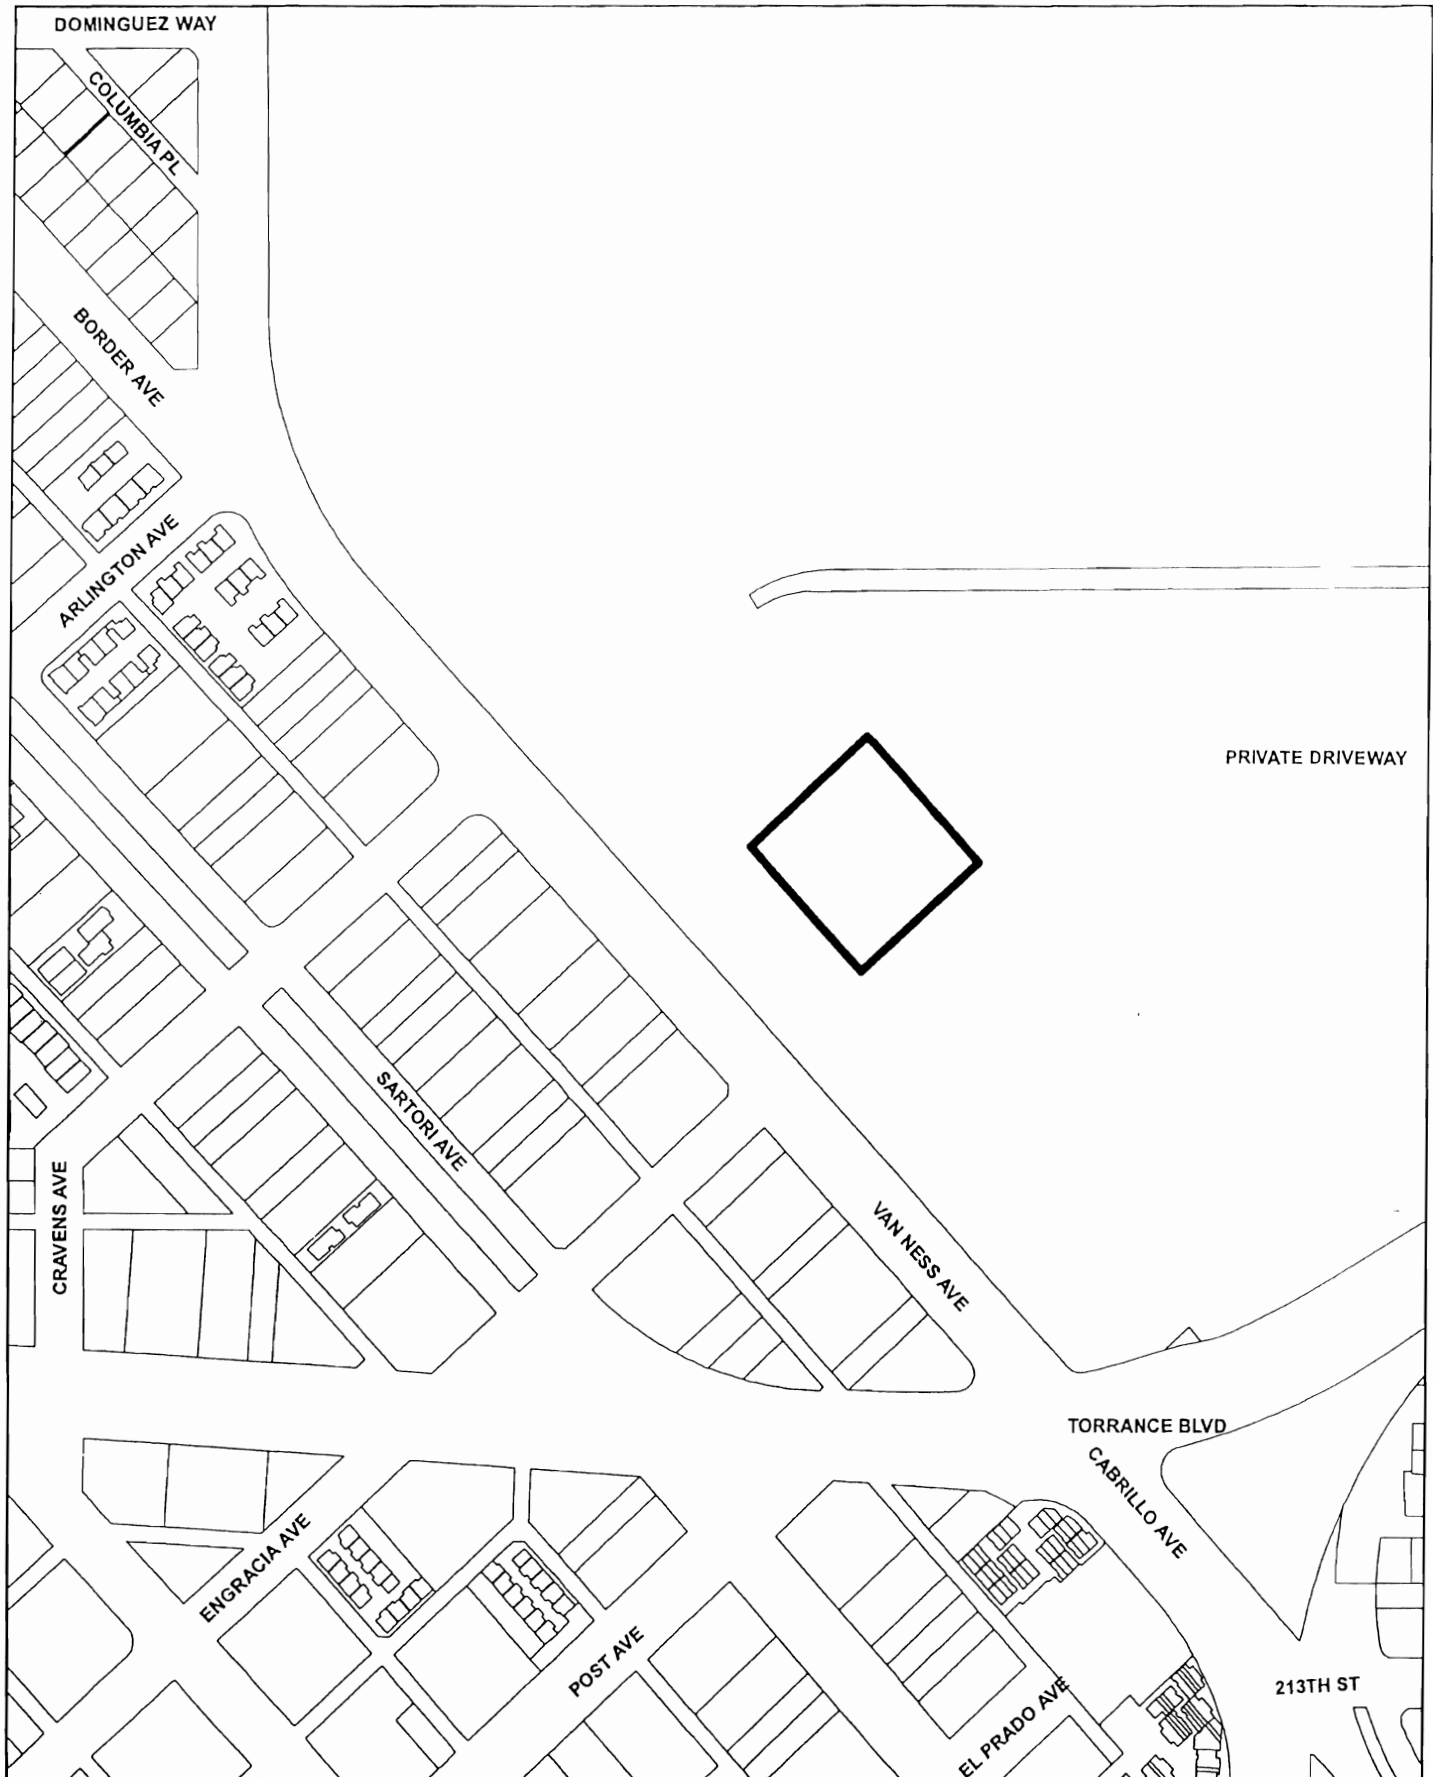 DOMINGUEZ WAY
COLUMBIA PL
BORDER AVE
ARLINGTON AVE
PRIVATE DRIVEWAY
SARTORI AVE
CRAVENS AVE
VAN NESS AVE
TORRANCE BLVD
CABRILLO AVE
ENGRACIA AVE
POST AVE
213TH ST
EL PRADO AVE